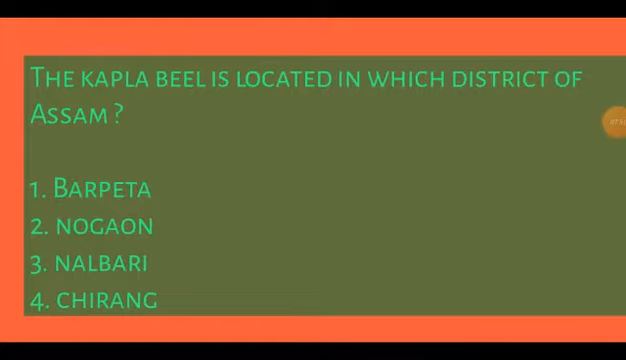 The kapla beel is located in which district of
Assam ?
1. Barpeta
2. nogaon
3. nalbari
4. chirang